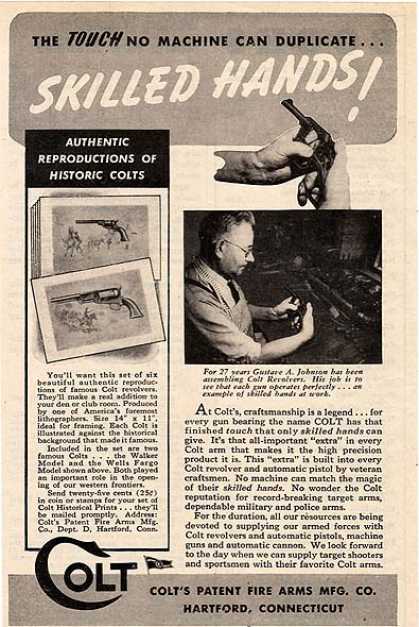 THE TOUCH NO MACHINE CAN DUPLICATE...
SKILLED HANDS!
AUTHENTIC
REPRODUCTIONS OF
HISTORIC COLTS
You'll want this set of six
beautiful authentic reproduc-
tions of famous Colt revolvers.
They'll make a real addition to
your den or club room. Produced
by one of America's foremost
lithographers. Size 14" x 11",
ideal for framing. Each Colt is
illustrated against the historical
background that made it famous.
Included in the set are two
famous Colts . . . the Walker
Model and the Wells Fargo
Model shown above. Both played
an important role in the open-
ing of our western frontiers.
Send twenty-five cents (25¢)
in coin or stamps for your set of
Colt Historical Prints . . . they'll
be mailed promptly. Address:
Colt's Patent Fire Arms Mfg.
Co., Dept. D, Hartford, Conn.
For 27 years Gustave A. Johnson has been
assembling Colt Revolvers. His job is to
see that each gun operates perfectly . . . an
example of skilled hands at work.
At Colt's, craftsmanship is a legend . . . for
every gun bearing the name COLT has that
finished touch that only skilled hands can
give. It's that all-important "extra" in every
Colt arm that makes it the high precision
product it is. This "extra" is built into every
Colt revolver and automatic pistol by veteran
craftsmen. No machine can match the magic
of their skilled hands. No wonder the Colt
reputation for record-breaking target arms,
dependable military and police arms.
For the duration, all our resources are being
devoted to supplying our armed forces with
Colt revolvers and automatic pistols, machine
guns and automatic cannon. We look forward
to the day when we can supply target shooters
and sportsmen with their favorite Colt arms.
COLT
COLT'S PATENT FIRE ARMS MFG. CO.
HARTFORD, CONNECTICUT